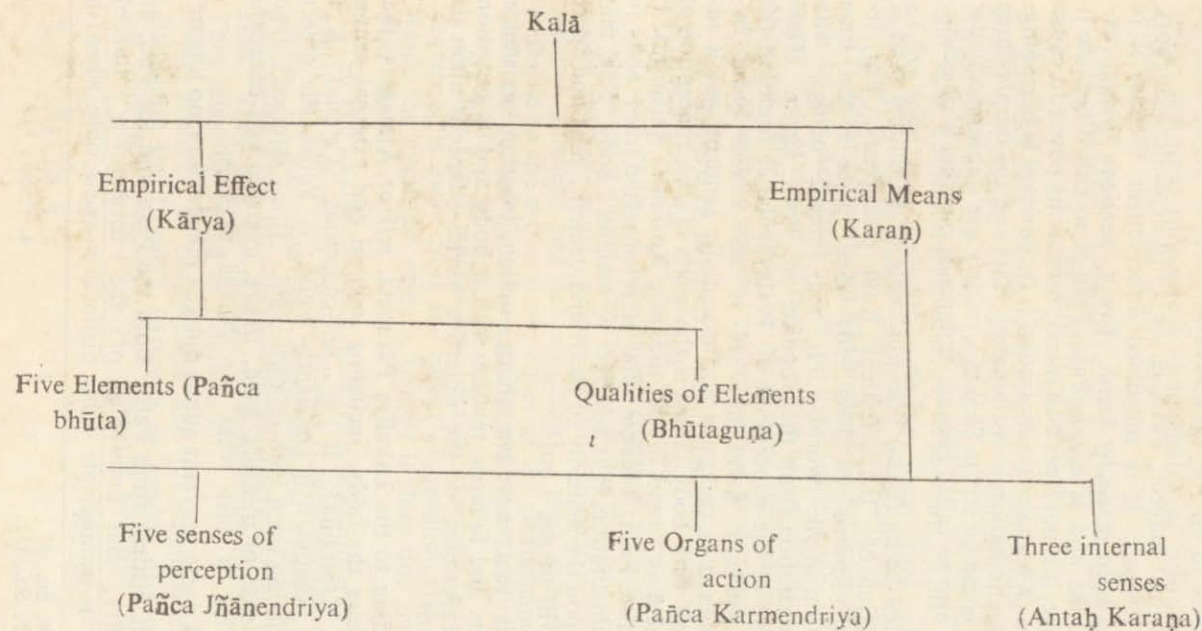 Kalā
Empirical Effect
(Kārya)
Empirical Means
(Karaṇ)
Five Elements (Pañca
bhūta)
Qualities of Elements
(Bhūtaguṇa)
Five senses of
perception
(Pañca Jñānendriya)
Five Organs of
action
(Pañca Karmendriya)
Three internal
senses
(Antaḥ Karaṇa)